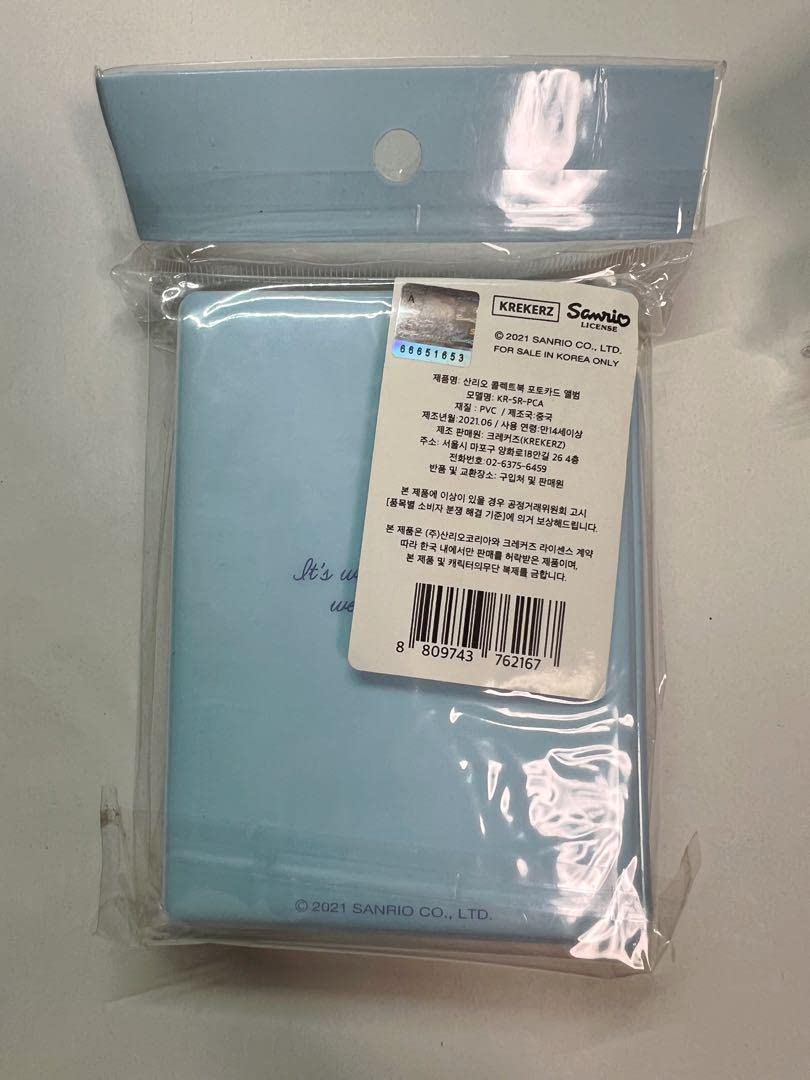 A
66651653
KREKERZ
Sanrio
LICENSE
© 2021 SANRIO CO., LTD.
FOR SALE IN KOREA ONLY
제품명: 산리오 콜렉트북 포토카드 앨범
모델명: KR-SR-PCA
재질 : PVC / 제조국:중국
제조년월:2021.06 / 사용 연령:만14세이상
제조 판매원: 크레커즈(KREKERZ)
주소: 서울시 마포구 양화로18안길 26 4층
전화번호:02-6375-6459
반품 및 교환장소: 구입처 및 판매원
본 제품에 이상이 있을 경우 공정거래위원회 고시
[품목별 소비자 분쟁 해결 기준]에 의거 보상해드립니다.
본 제품은 (주)산리오코리아와 크레커즈 라이센스 계약
따라 한국 내에서만 판매를 허락받은 제품이며,
본 제품 및 캐릭터의무단 복제를 금합니다.
8 809743 762167
It's
© 2021 SANRIO CO., LTD.